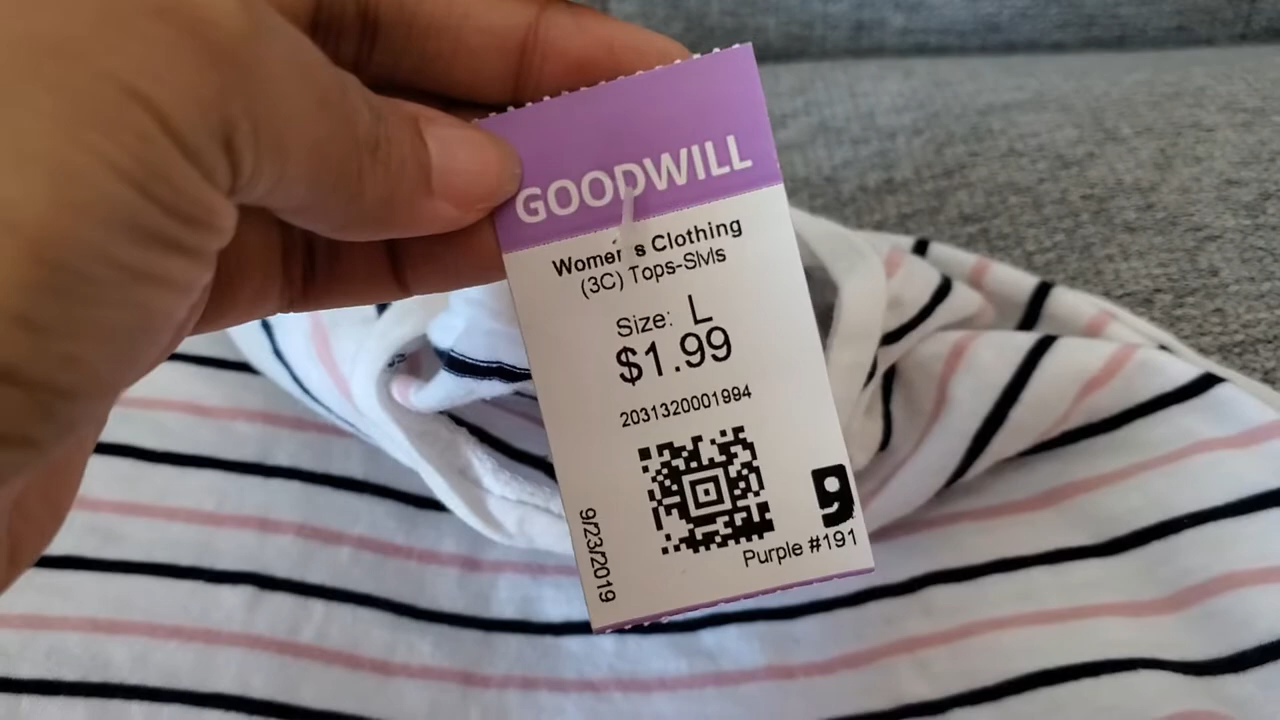 GOODWILL
Women's Clothing
(3C) Tops-Slvls
Size: L
$1.99
2031320001994
9/23/2019
Purple #191